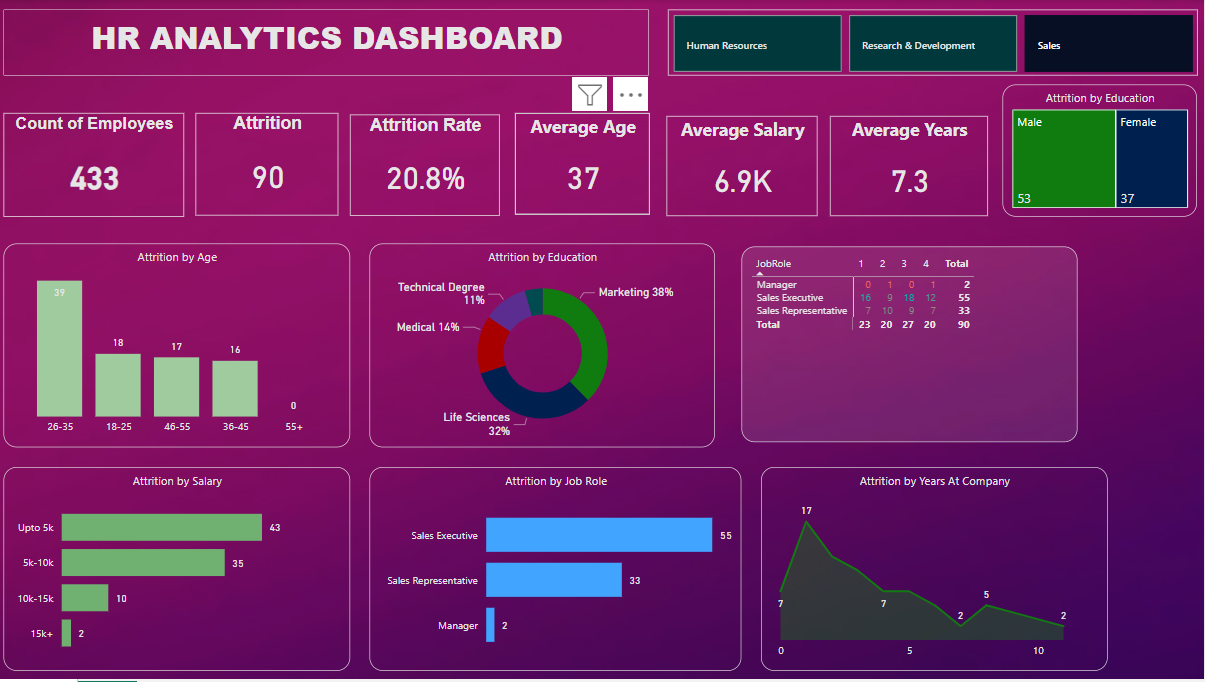 HR ANALYTICS DASHBOARD
Human Resources
Research & Development
Sales
Count of Employees
433
Attrition
90
Attrition Rate
20.8%
Average Age
37
Average Salary
6.9K
Average Years
7.3
Attrition by Education
Male
Female
53
37
Attrition by Age
39
18
17
16
0
26-35
18-25
46-55
36-45
55+
Attrition by Education
Technical Degree
11%
Marketing 38%
Medical 14%
Life Sciences
32%
JobRole 1 2 3 4 Total
Manager 0 1 0 1 2
Sales Executive 16 9 18 12 55
Sales Representative 7 10 9 7 33
Total 23 20 27 20 90
Attrition by Salary
Upto 5k 43
5k-10k 35
10k-15k 10
15k+ 2
Attrition by Job Role
Sales Executive 55
Sales Representative 33
Manager 2
Attrition by Years At Company
17
7
7
2
5
2
0
5
10